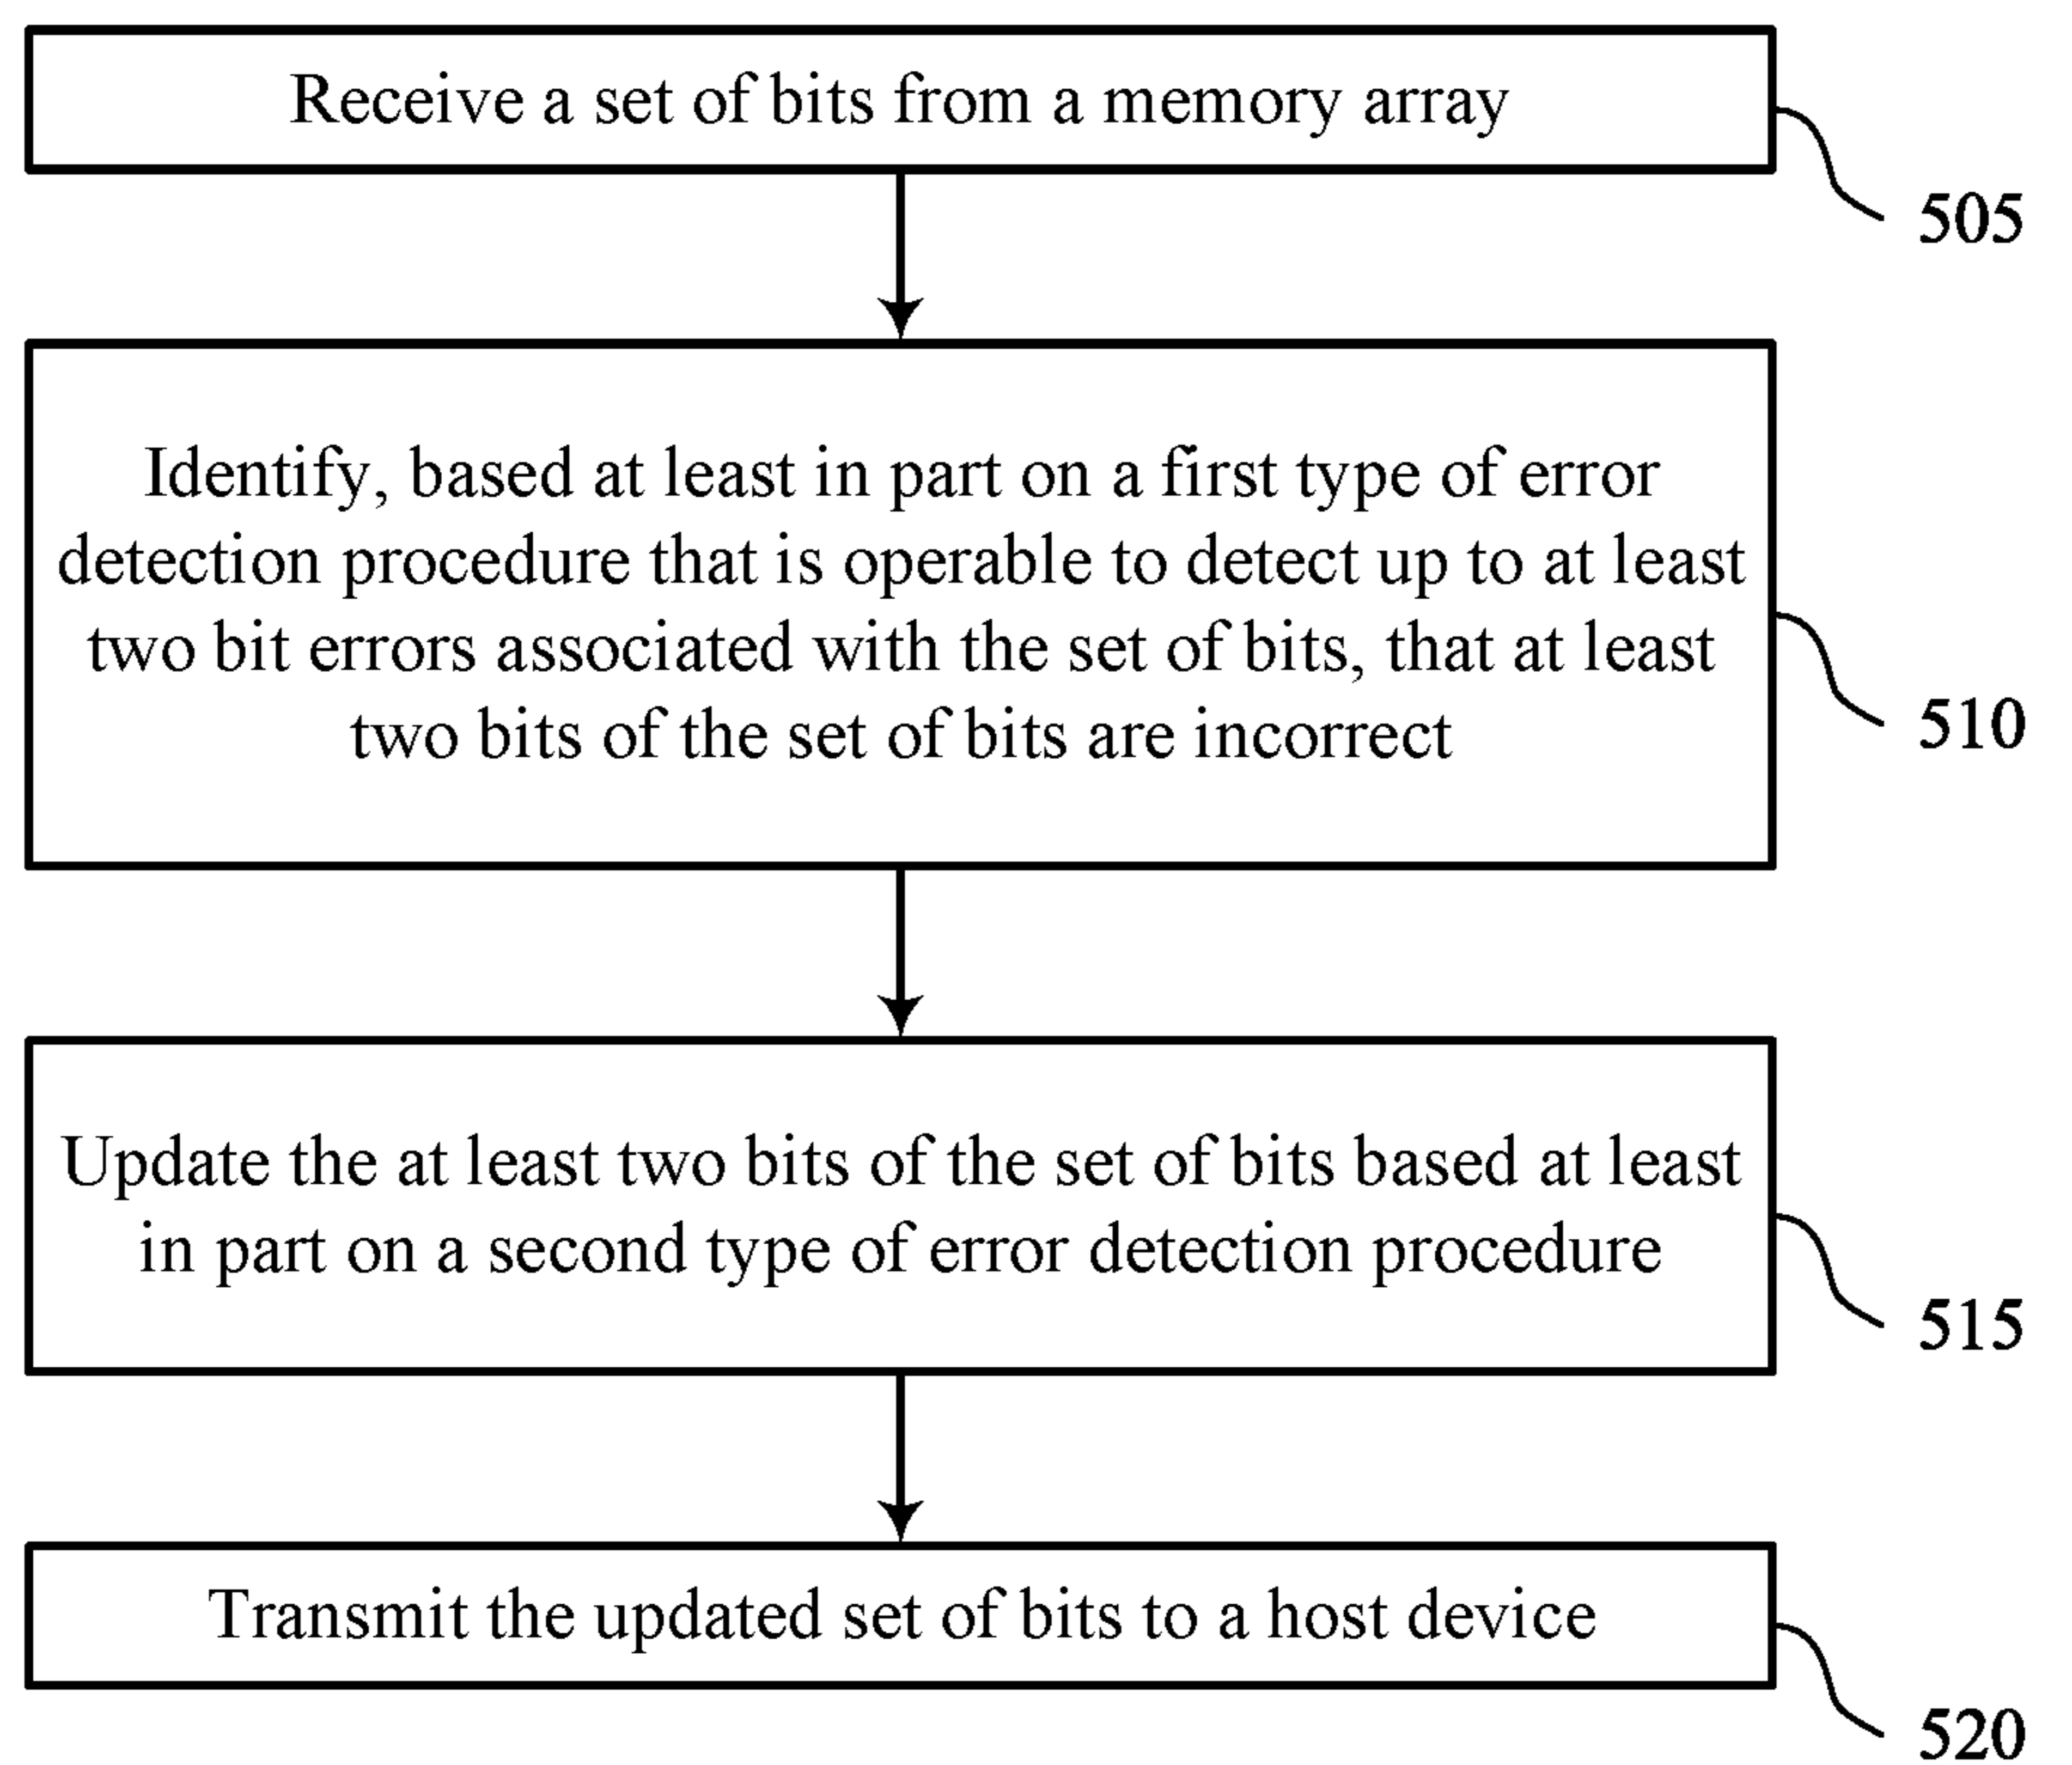 Receive a set of bits from a memory array
505
Identify, based at least in part on a first type of error
detection procedure that is operable to detect up to at least
two bit errors associated with the set of bits, that at least
two bits of the set of bits are incorrect
510
Update the at least two bits of the set of bits based at least
in part on a second type of error detection procedure
515
Transmit the updated set of bits to a host device
520